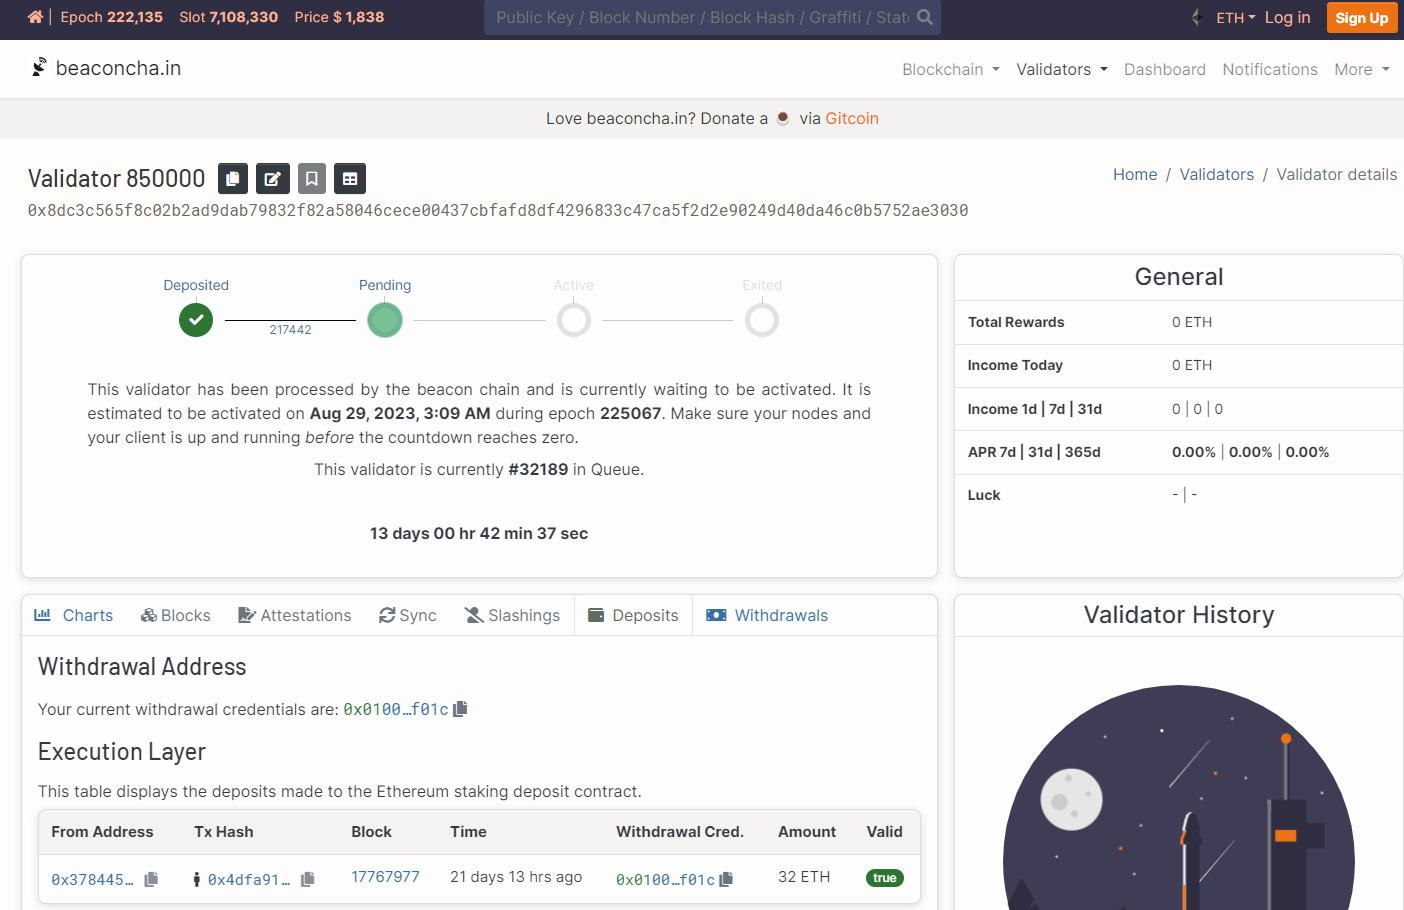 Epoch 222,135 Slot 7,108,330 Price $ 1,838 Public Key / Block Number / Block Hash / Graffiti / State ETH Log in Sign Up
beaconcha.in Blockchain Validators Dashboard Notifications More
Love beaconcha.in? Donate a via Gitcoin
Validator 850000 Home / Validators / Validator details
0x8dc3c565f8c02b2ad9dab79832f82a58046cece00437cbfafd8df4296833c47ca5f2d2e90249d40da46c0b5752ae3030
Deposited Pending Active Exited
217442
This validator has been processed by the beacon chain and is currently waiting to be activated. It is
estimated to be activated on Aug 29, 2023, 3:09 AM during epoch 225067. Make sure your nodes and
your client is up and running before the countdown reaches zero.
This validator is currently #32189 in Queue.
13 days 00 hr 42 min 37 sec
General
Total Rewards 0 ETH
Income Today 0 ETH
Income 1d | 7d | 31d 0 | 0 | 0
APR 7d | 31d | 365d 0.00% | 0.00% | 0.00%
Luck - | -
Charts Blocks Attestations Sync Slashings Deposits Withdrawals
Withdrawal Address
Your current withdrawal credentials are: 0x0100…f01c
Execution Layer
This table displays the deposits made to the Ethereum staking deposit contract.
From Address Tx Hash Block Time Withdrawal Cred. Amount Valid
0x378445… 0x4dfa91… 17767977 21 days 13 hrs ago 0x0100…f01c 32 ETH true
Validator History